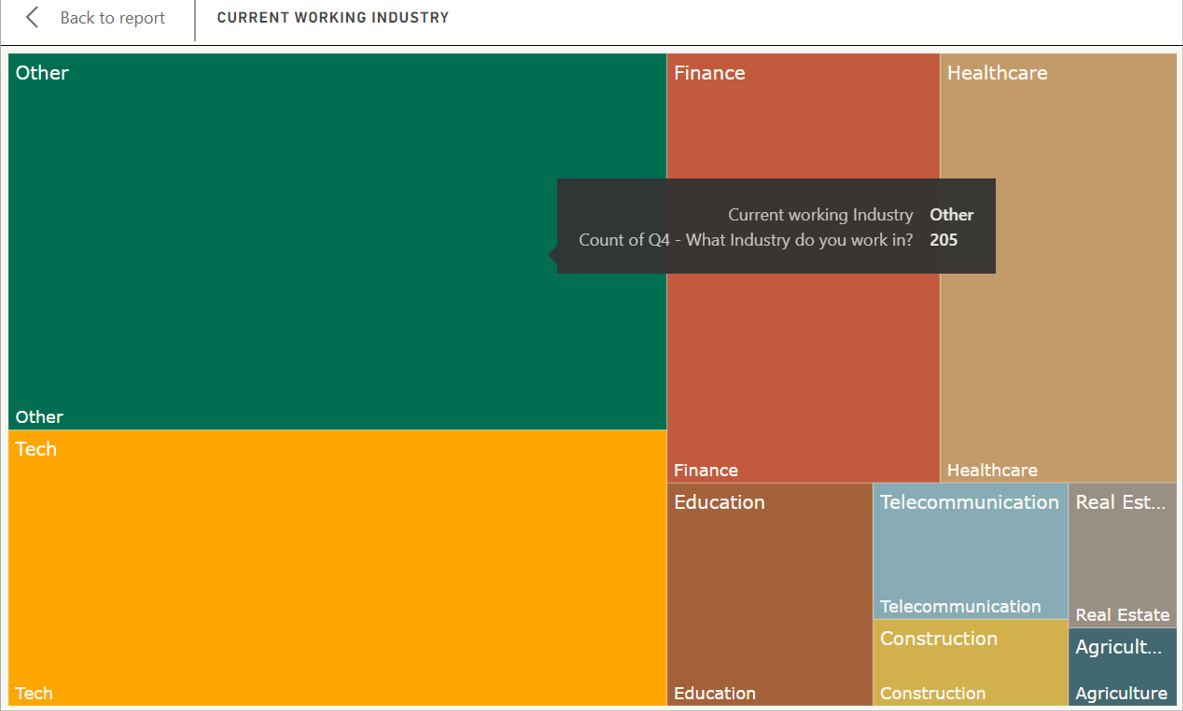 Back to report
CURRENT WORKING INDUSTRY
Other
Finance
Healthcare
Current working Industry Other
Count of Q4 - What Industry do you work in? 205
Other
Tech
Finance
Healthcare
Education
Telecommunication
Real Est...
Telecommunication
Real Estate
Construction
Agricult...
Tech
Education
Construction
Agriculture